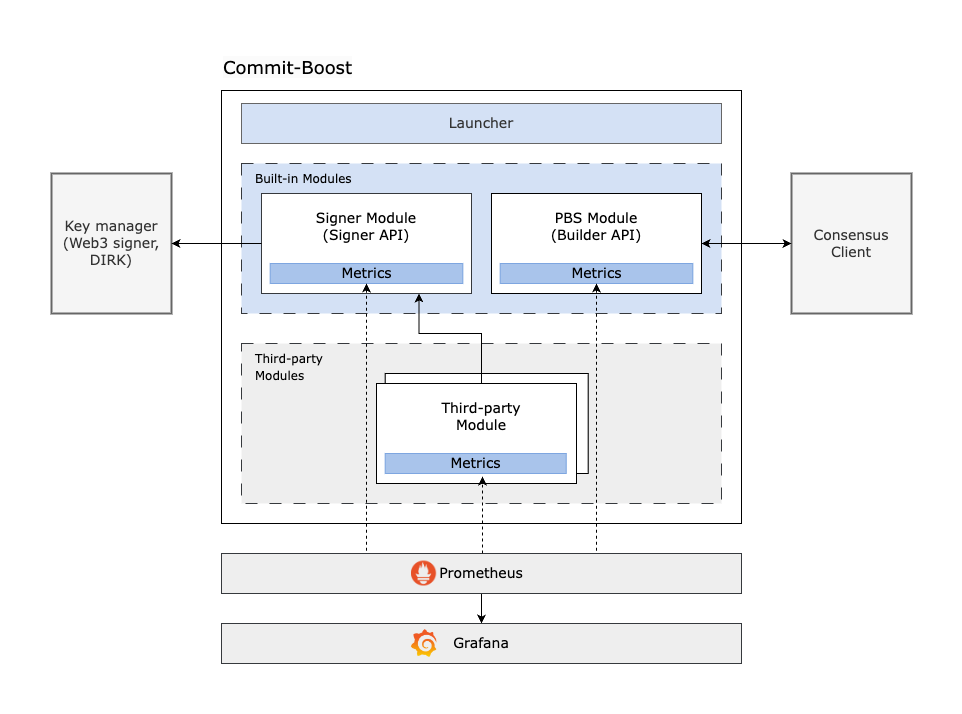 Commit-Boost
Launcher
Built-in Modules
Signer Module
(Signer API)
Metrics
PBS Module
(Builder API)
Metrics
Key manager
(Web3 signer,
DIRK)
Consensus
Client
Third-party
Modules
Third-party
Module
Metrics
Prometheus
Grafana